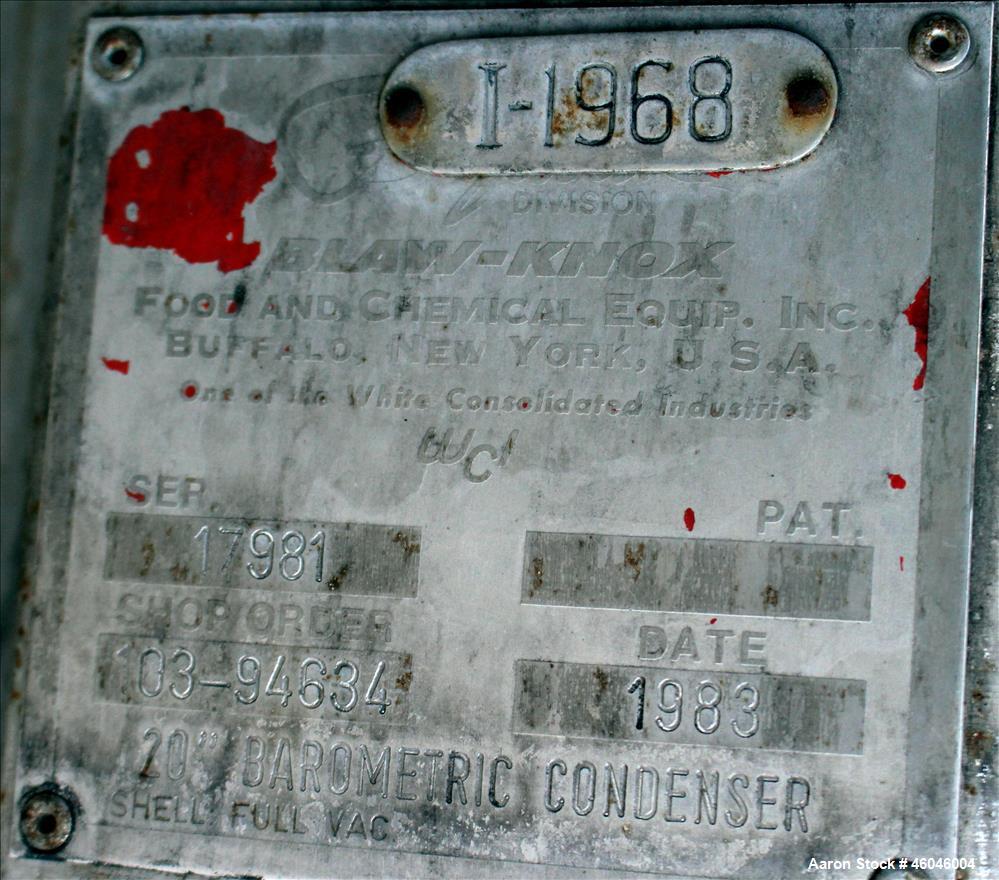 I-1968
DIVISION
BLAW-KNOX
FOOD AND CHEMICAL EQUIP. INC.
BUFFALO, NEW YORK, U.S.A.
One of the White Consolidated Industries
WCI
SER.
17981
PAT.
SHOP ORDER
103-94634
DATE
1983
20" BAROMETRIC CONDENSER
SHELL FULL VAC
Aaron Stock # 46046004